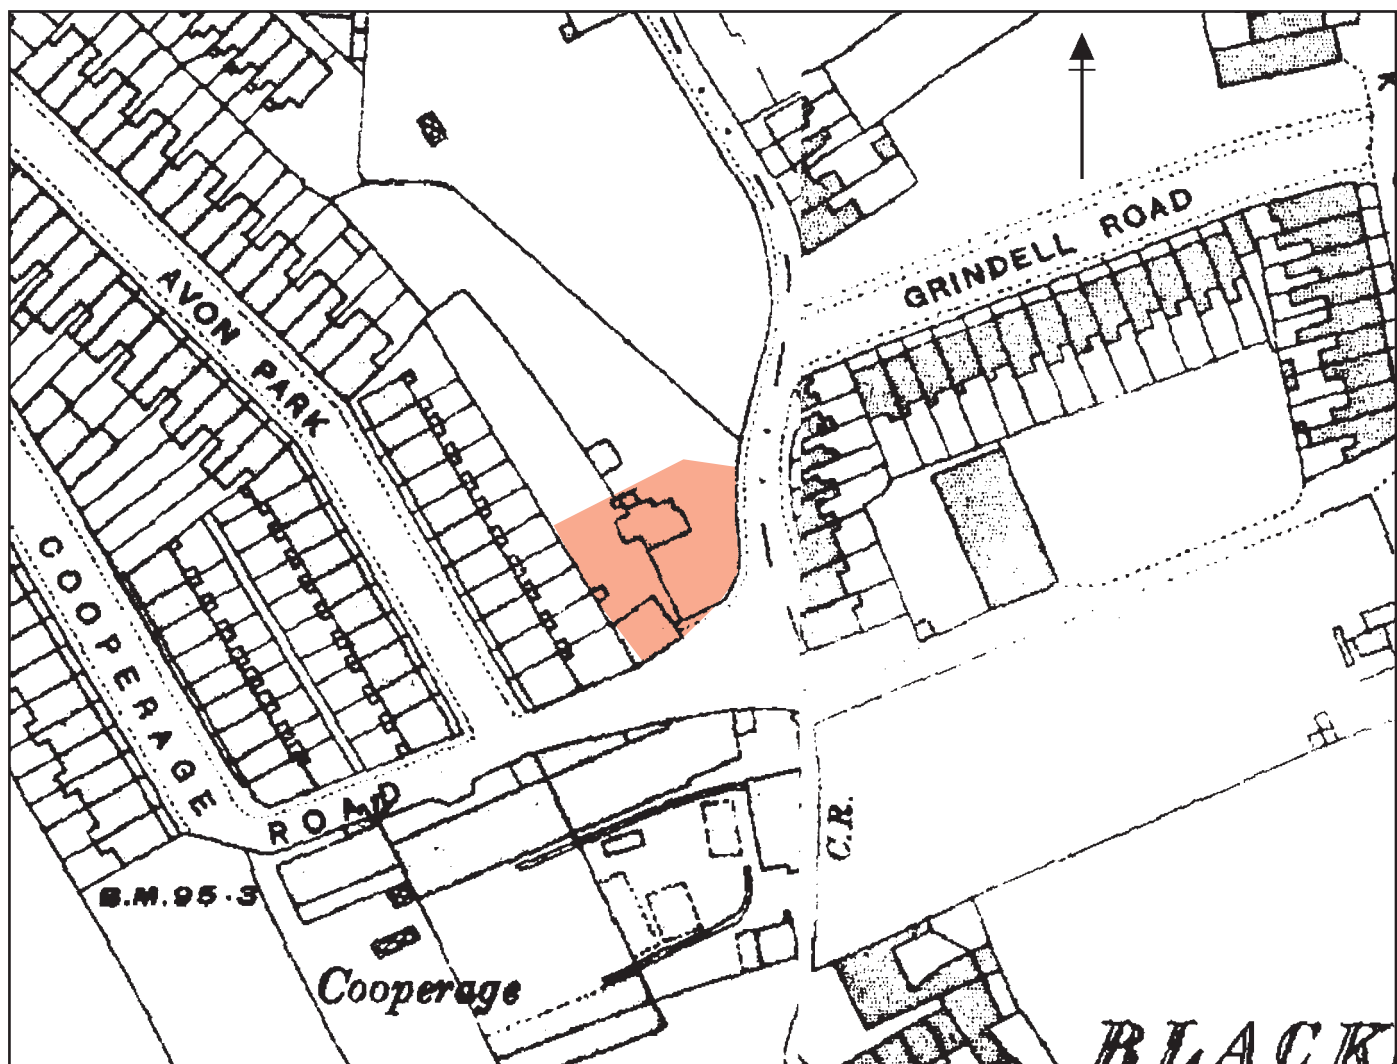 GRINDELL ROAD
AVON PARK
COOPERAGE
ROAD
C.R.
B.M. 95·3
Cooperage
BLACK